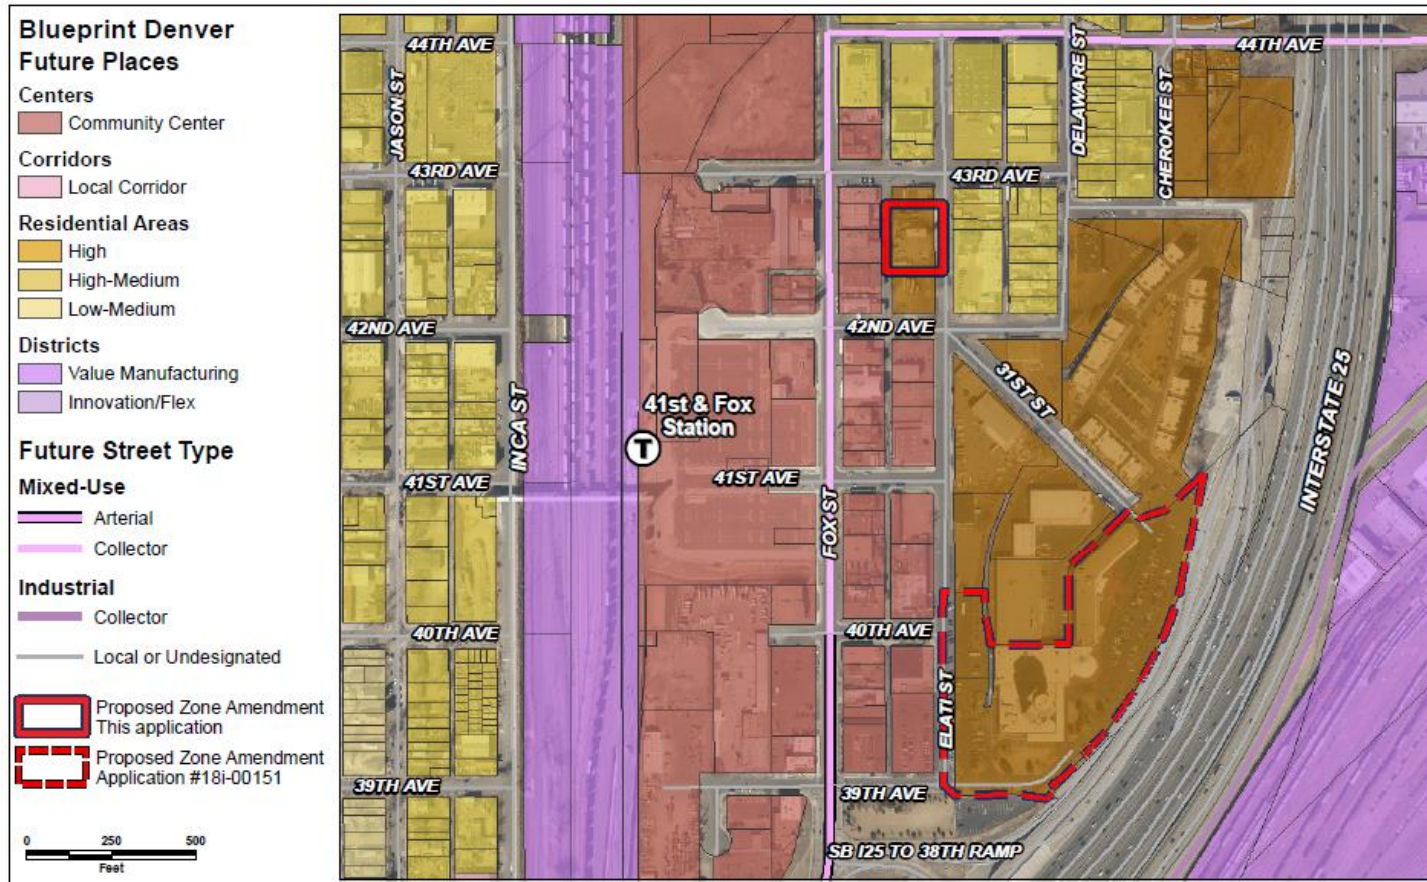 Blueprint Denver
Future Places
Centers
Community Center
Corridors
Local Corridor
Residential Areas
High
High-Medium
Low-Medium
Districts
Value Manufacturing
Innovation/Flex
Future Street Type
Mixed-Use
Arterial
Collector
Industrial
Collector
Local or Undesignated
Proposed Zone Amendment
This application
Proposed Zone Amendment
Application #18i-00151
0 250 500
Feet
44TH AVE
44TH AVE
JASON ST
DELAWARE ST
CHEROKEE ST
43RD AVE
43RD AVE
42ND AVE
42ND AVE
31ST ST
INTERSTATE 25
INCA ST
41st & Fox
Station
T
41ST AVE
41ST AVE
FOX ST
40TH AVE
40TH AVE
ELATI ST
39TH AVE
39TH AVE
SB I25 TO 38TH RAMP